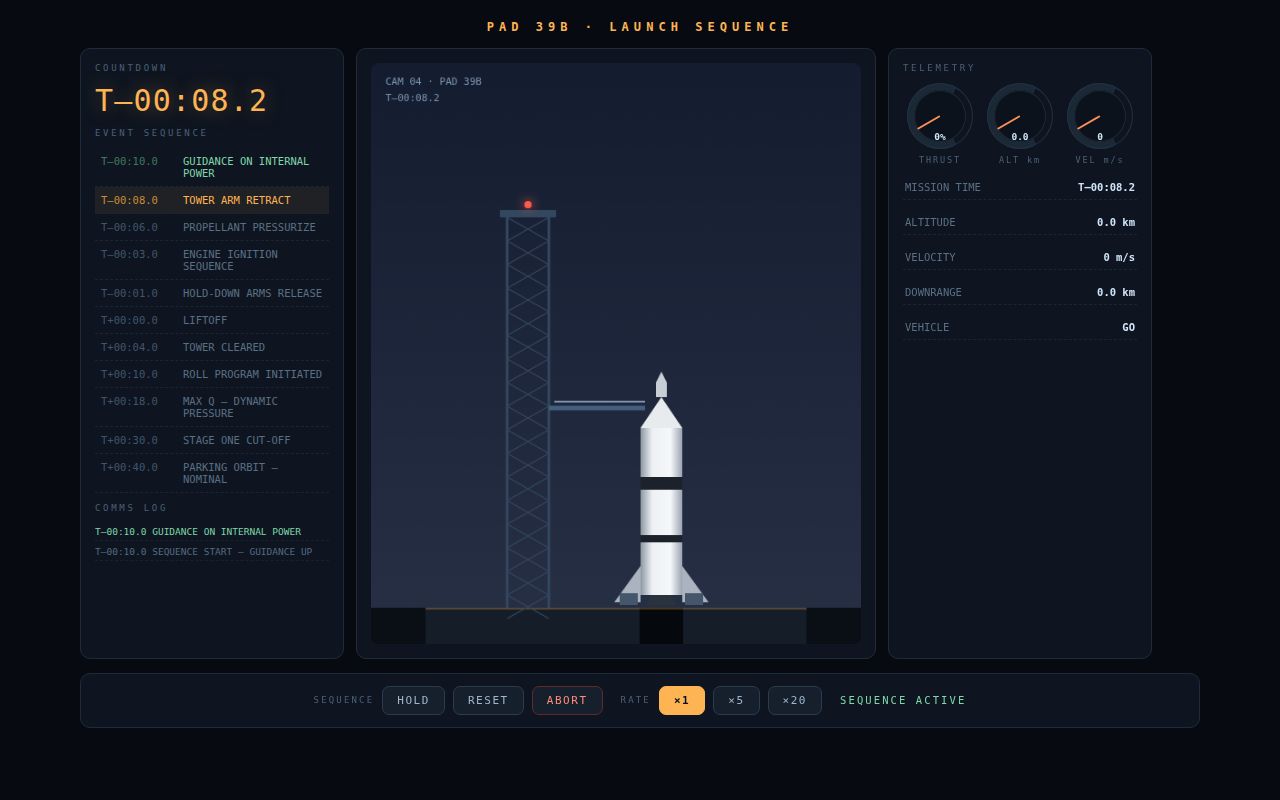 PAD 39B · LAUNCH SEQUENCE
COUNTDOWN
T–00:08.2
EVENT SEQUENCE
T–00:10.0 GUIDANCE ON INTERNAL
POWER
T–00:08.0 TOWER ARM RETRACT
T–00:06.0 PROPELLANT PRESSURIZE
T–00:03.0 ENGINE IGNITION
SEQUENCE
T–00:01.0 HOLD-DOWN ARMS RELEASE
T+00:00.0 LIFTOFF
T+00:04.0 TOWER CLEARED
T+00:10.0 ROLL PROGRAM INITIATED
T+00:18.0 MAX Q — DYNAMIC
PRESSURE
T+00:30.0 STAGE ONE CUT-OFF
T+00:40.0 PARKING ORBIT —
NOMINAL
COMMS LOG
T–00:10.0 GUIDANCE ON INTERNAL POWER
T–00:10.0 SEQUENCE START — GUIDANCE UP
CAM 04 · PAD 39B
T–00:08.2
TELEMETRY
0% 0.0 0
THRUST ALT km VEL m/s
MISSION TIME T–00:08.2
ALTITUDE 0.0 km
VELOCITY 0 m/s
DOWNRANGE 0.0 km
VEHICLE GO
SEQUENCE HOLD RESET ABORT RATE ×1 ×5 ×20 SEQUENCE ACTIVE